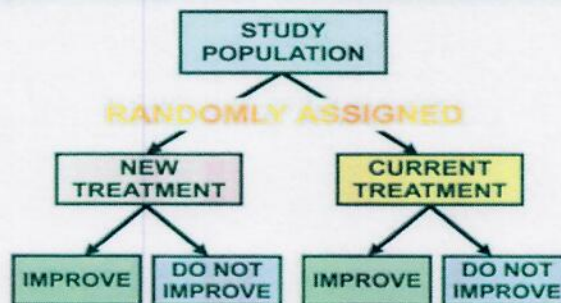 STUDY
POPULATION
RANDOMLY ASSIGNED
NEW
TREATMENT
CURRENT
TREATMENT
IMPROVE
DO NOT
IMPROVE
IMPROVE
DO NOT
IMPROVE